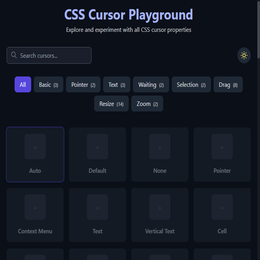 CSS Cursor Playground
Explore and experiment with all CSS cursor properties
Search cursors...
All Basic (3) Pointer (2) Text (3) Waiting (2) Selection (2) Drag (8)
Resize (14) Zoom (2)
Auto Default None Pointer
Context Menu Text Vertical Text Cell